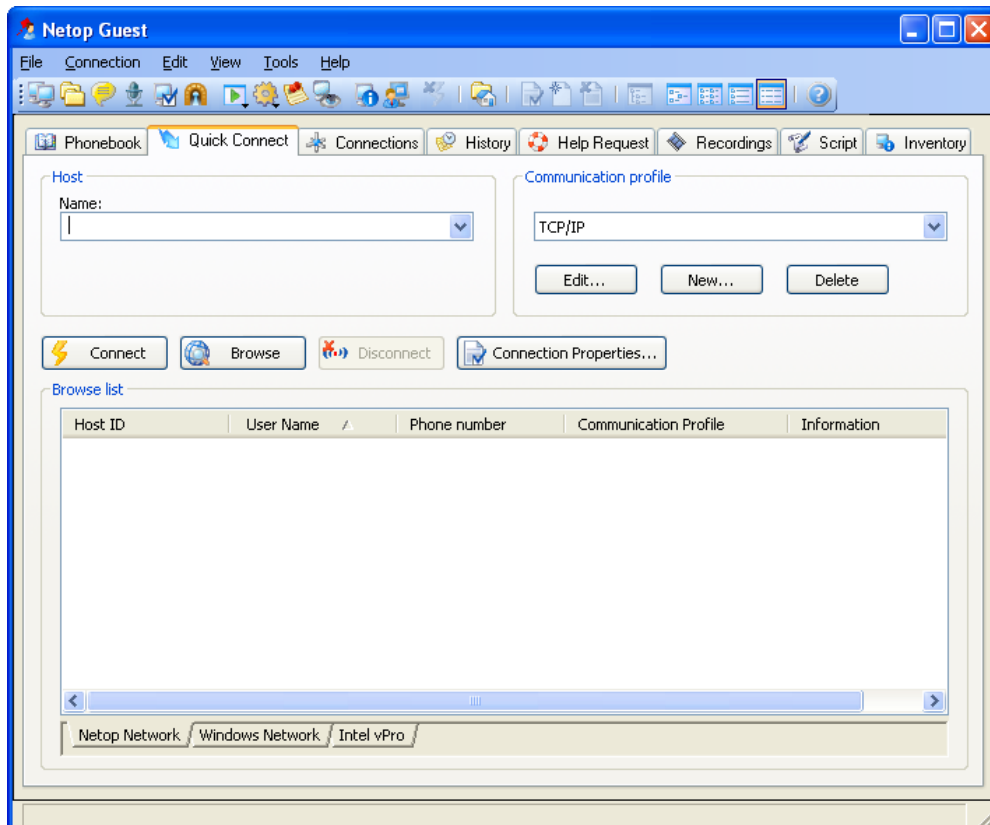 Netop Guest
File Connection Edit View Tools Help
Phonebook Quick Connect Connections History Help Request Recordings Script Inventory
Host
Communication profile
Name:
TCP/IP
Edit... New... Delete
Connect Browse Disconnect Connection Properties...
Browse list
Host ID User Name Phone number Communication Profile Information
Netop Network Windows Network Intel vPro